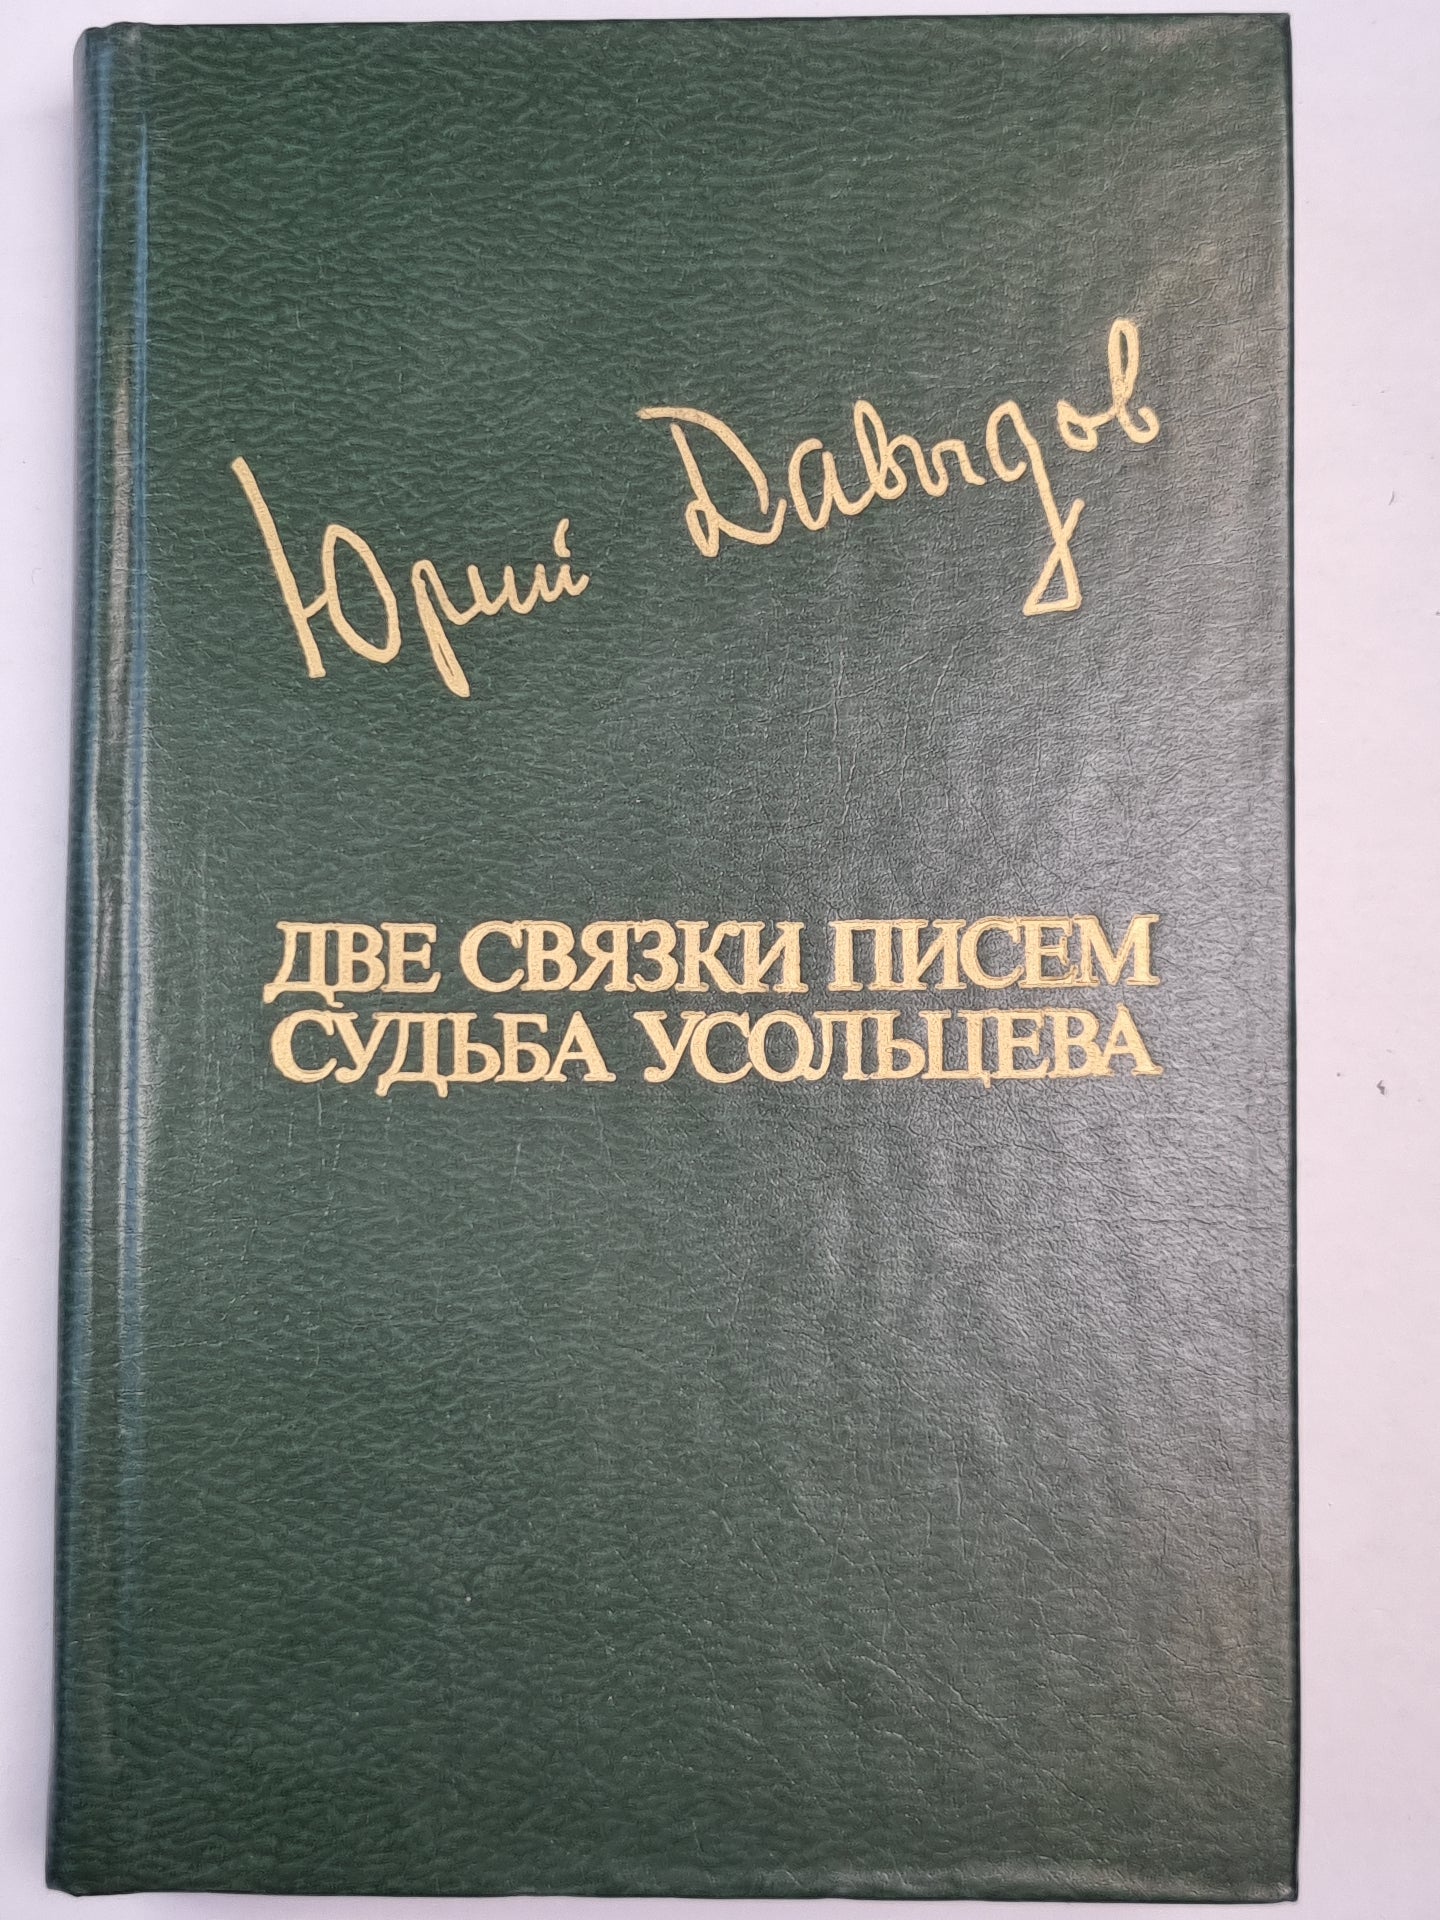 Юрий Давыдов
ДВЕ СВЯЗКИ ПИСЕМ
СУДЬБА УСОЛЬЦЕВА